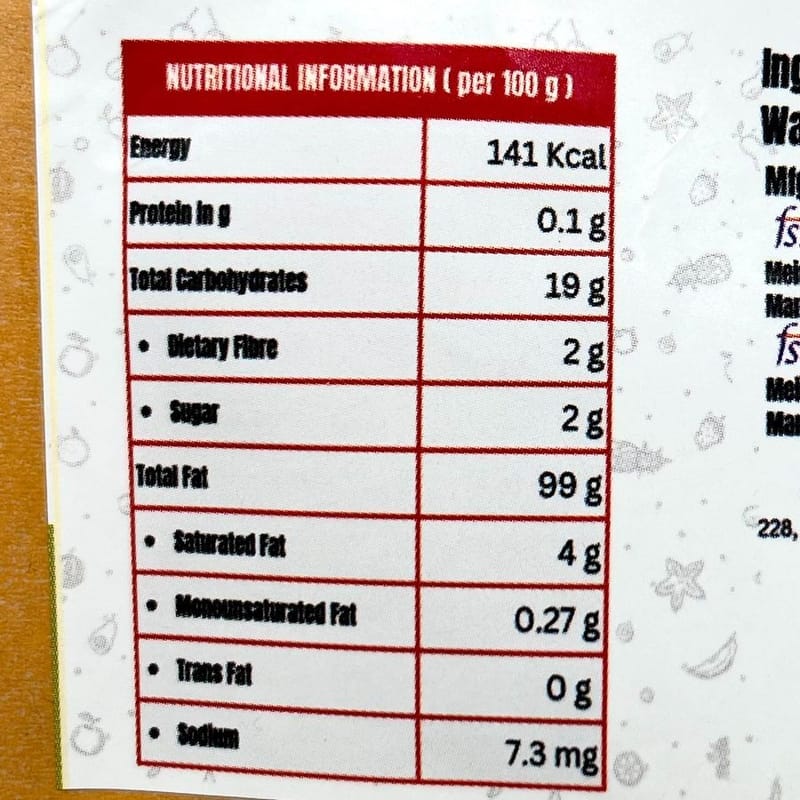 NUTRITIONAL INFORMATION ( per 100 g )
Energy 141 Kcal
Protein in g 0.1 g
Total Carbohydrates 19 g
• Dietary Fibre 2 g
• Sugar 2 g
Total Fat 99 g
• Saturated Fat 4 g
• Monounsaturated Fat 0.27 g
• Trans Fat 0 g
• Sodium 7.3 mg
228,